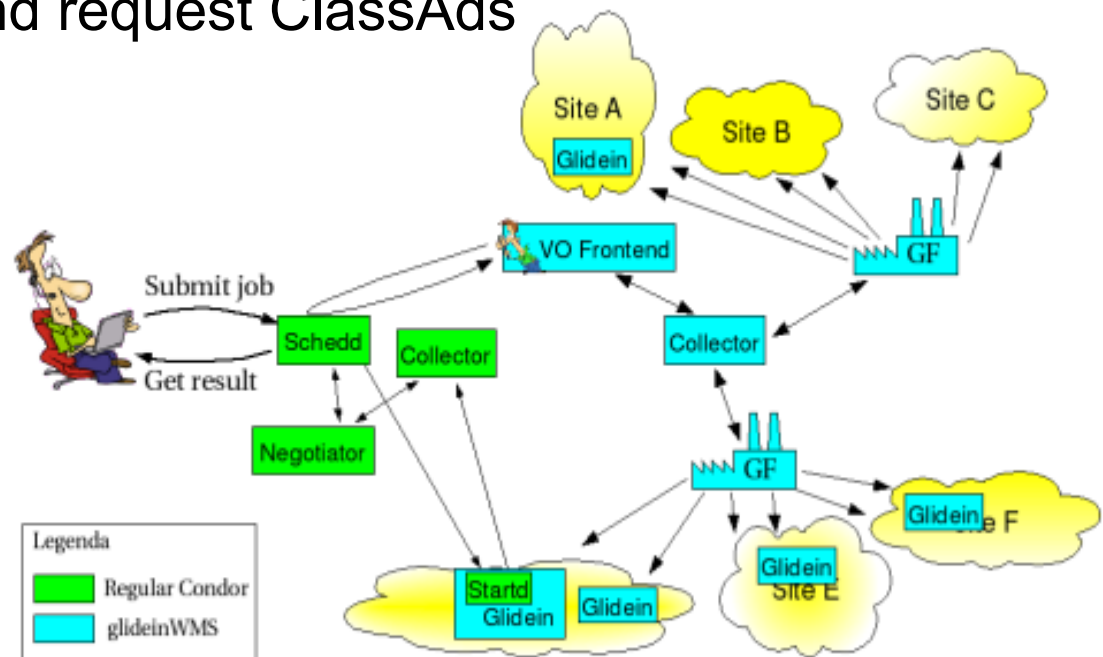 nd request ClassAds
Site A
Glidein
Site B
Site C
VO Frontend
GF
Submit job
Schedd
Collector
Collector
Get result
Negotiator
GF
Glidein
e F
Legenda
Regular Condor
glideinWMS
Startd
Glidein
Glidein
Glidein
Site E